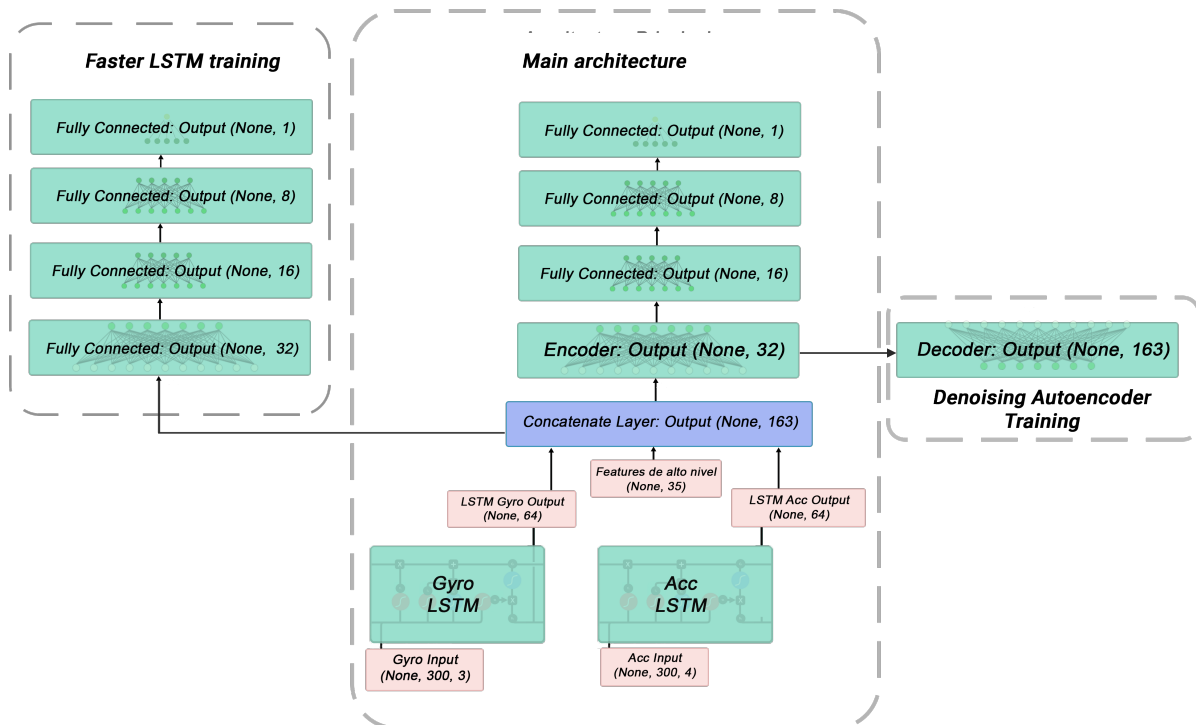 Faster LSTM training
Fully Connected: Output (None, 1)
Fully Connected: Output (None, 8)
Fully Connected: Output (None, 16)
Fully Connected: Output (None, 32)
Main architecture
Fully Connected: Output (None, 1)
Fully Connected: Output (None, 8)
Fully Connected: Output (None, 16)
Encoder: Output (None, 32)
Concatenate Layer: Output (None, 163)
Features de alto nivel
(None, 35)
LSTM Gyro Output
(None, 64)
LSTM Acc Output
(None, 64)
Gyro
LSTM
Acc
LSTM
Gyro Input
(None, 300, 3)
Acc Input
(None, 300, 4)
Decoder: Output (None, 163)
Denoising Autoencoder
Training